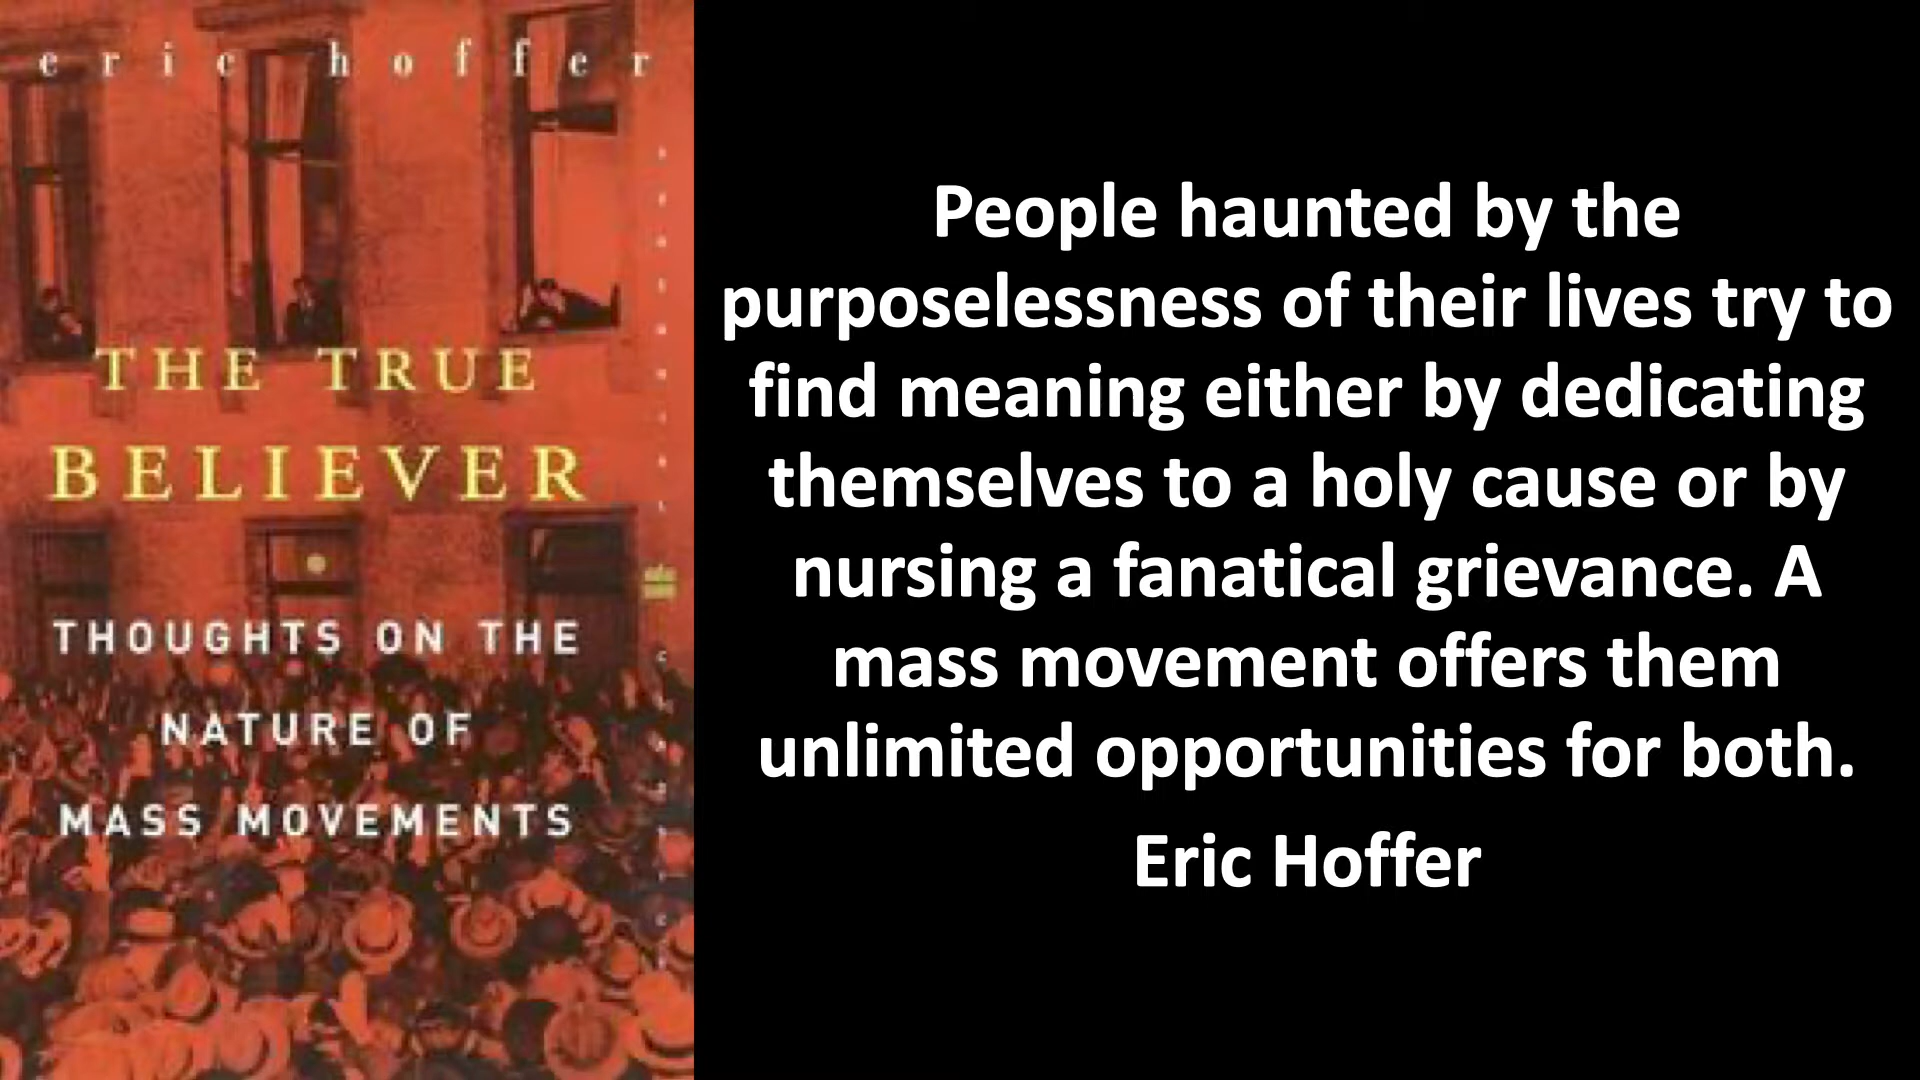 eric hoffer
THE TRUE
BELIEVER
THOUGHTS ON THE
NATURE OF
MASS MOVEMENTS
People haunted by the
purposelessness of their lives try to
find meaning either by dedicating
themselves to a holy cause or by
nursing a fanatical grievance. A
mass movement offers them
unlimited opportunities for both.
Eric Hoffer